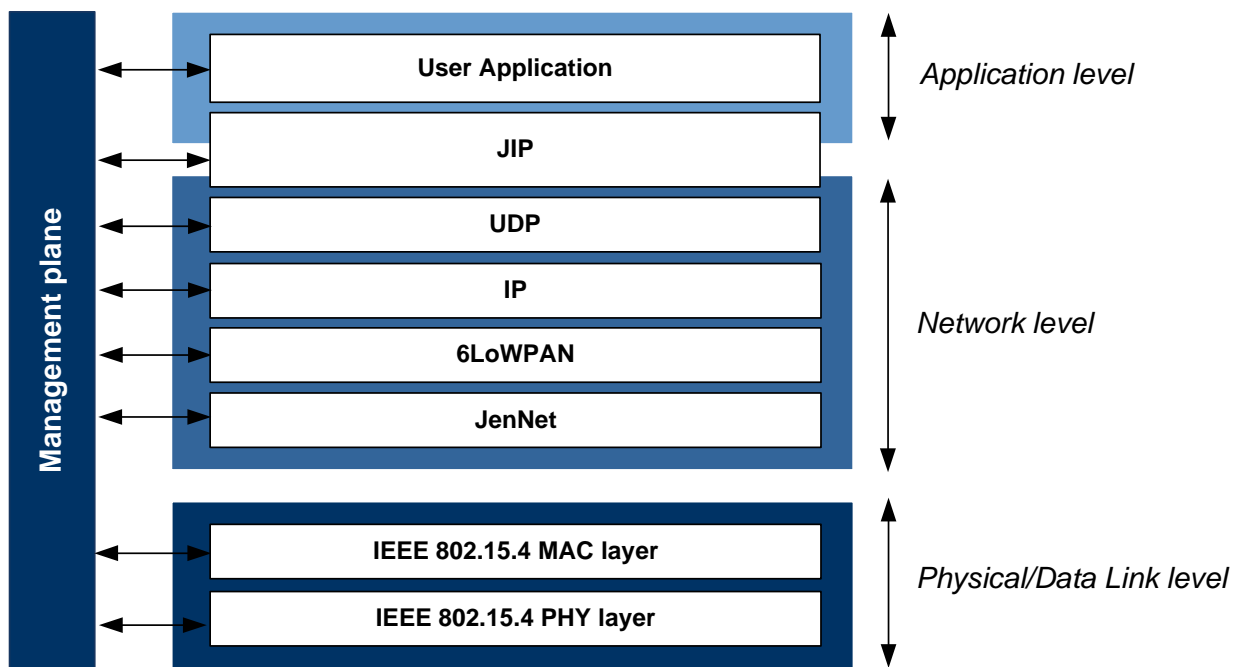 Management plane
User Application
Application level
JIP
UDP
IP
Network level
6LoWPAN
JenNet
IEEE 802.15.4 MAC layer
Physical/Data Link level
IEEE 802.15.4 PHY layer